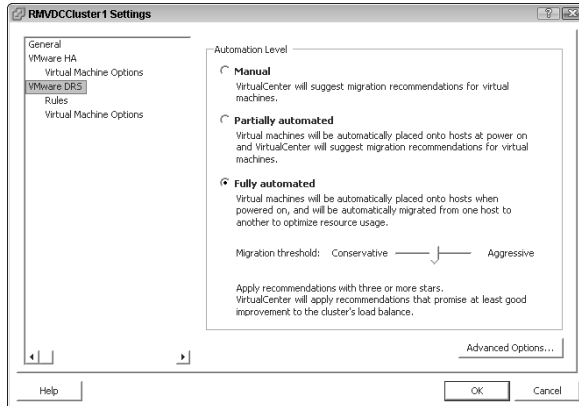 RMVDCCluster1 Settings
General
VMware HA
Virtual Machine Options
VMware DRS
Rules
Virtual Machine Options
Automation Level
Manual
VirtualCenter will suggest migration recommendations for virtual
machines.
Partially automated
Virtual machines will be automatically placed onto hosts at power on
and VirtualCenter will suggest migration recommendations for virtual
machines.
Fully automated
Virtual machines will be automatically placed onto hosts when
powered on, and will be automatically migrated from one host to
another to optimize resource usage.
Migration threshold: Conservative Aggressive
Apply recommendations with three or more stars.
VirtualCenter will apply recommendations that promise at least good
improvement to the cluster's load balance.
Advanced Options...
Help OK Cancel